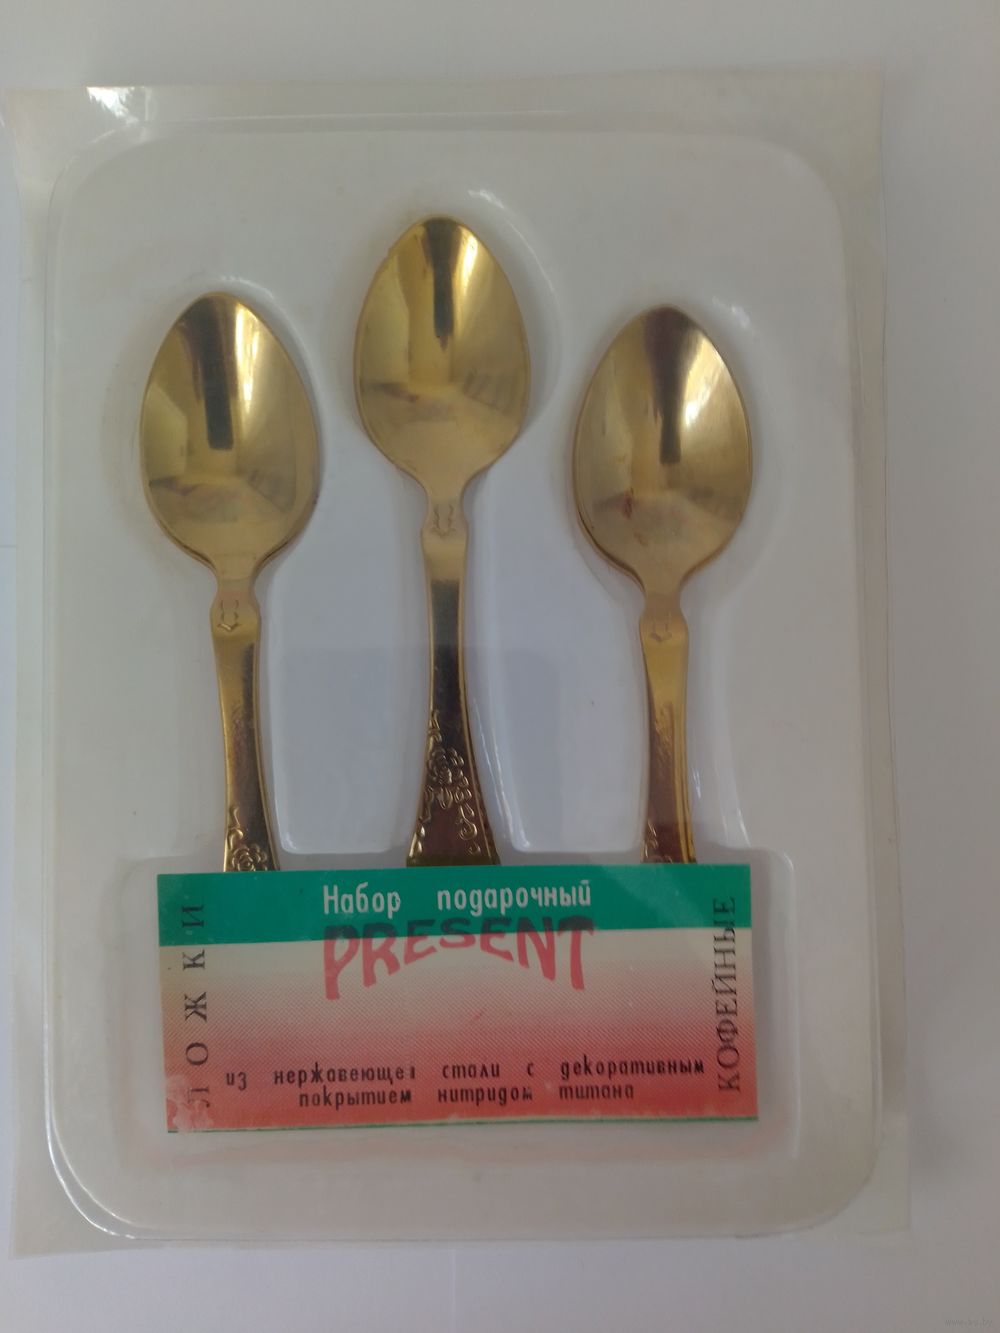 Набор подарочный
PRESENT
ЛОЖКИ
КОФЕЙНЫЕ
из нержавеющей стали с декоративным
покрытием нитридом титана